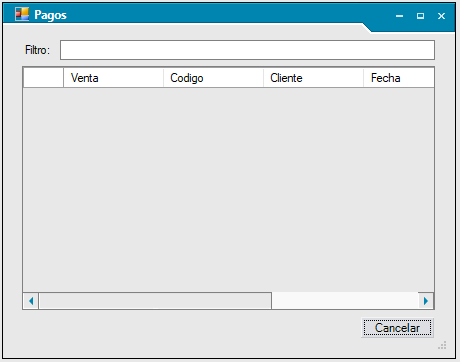 Pagos
Filtro:
Venta Codigo Cliente Fecha
Cancelar